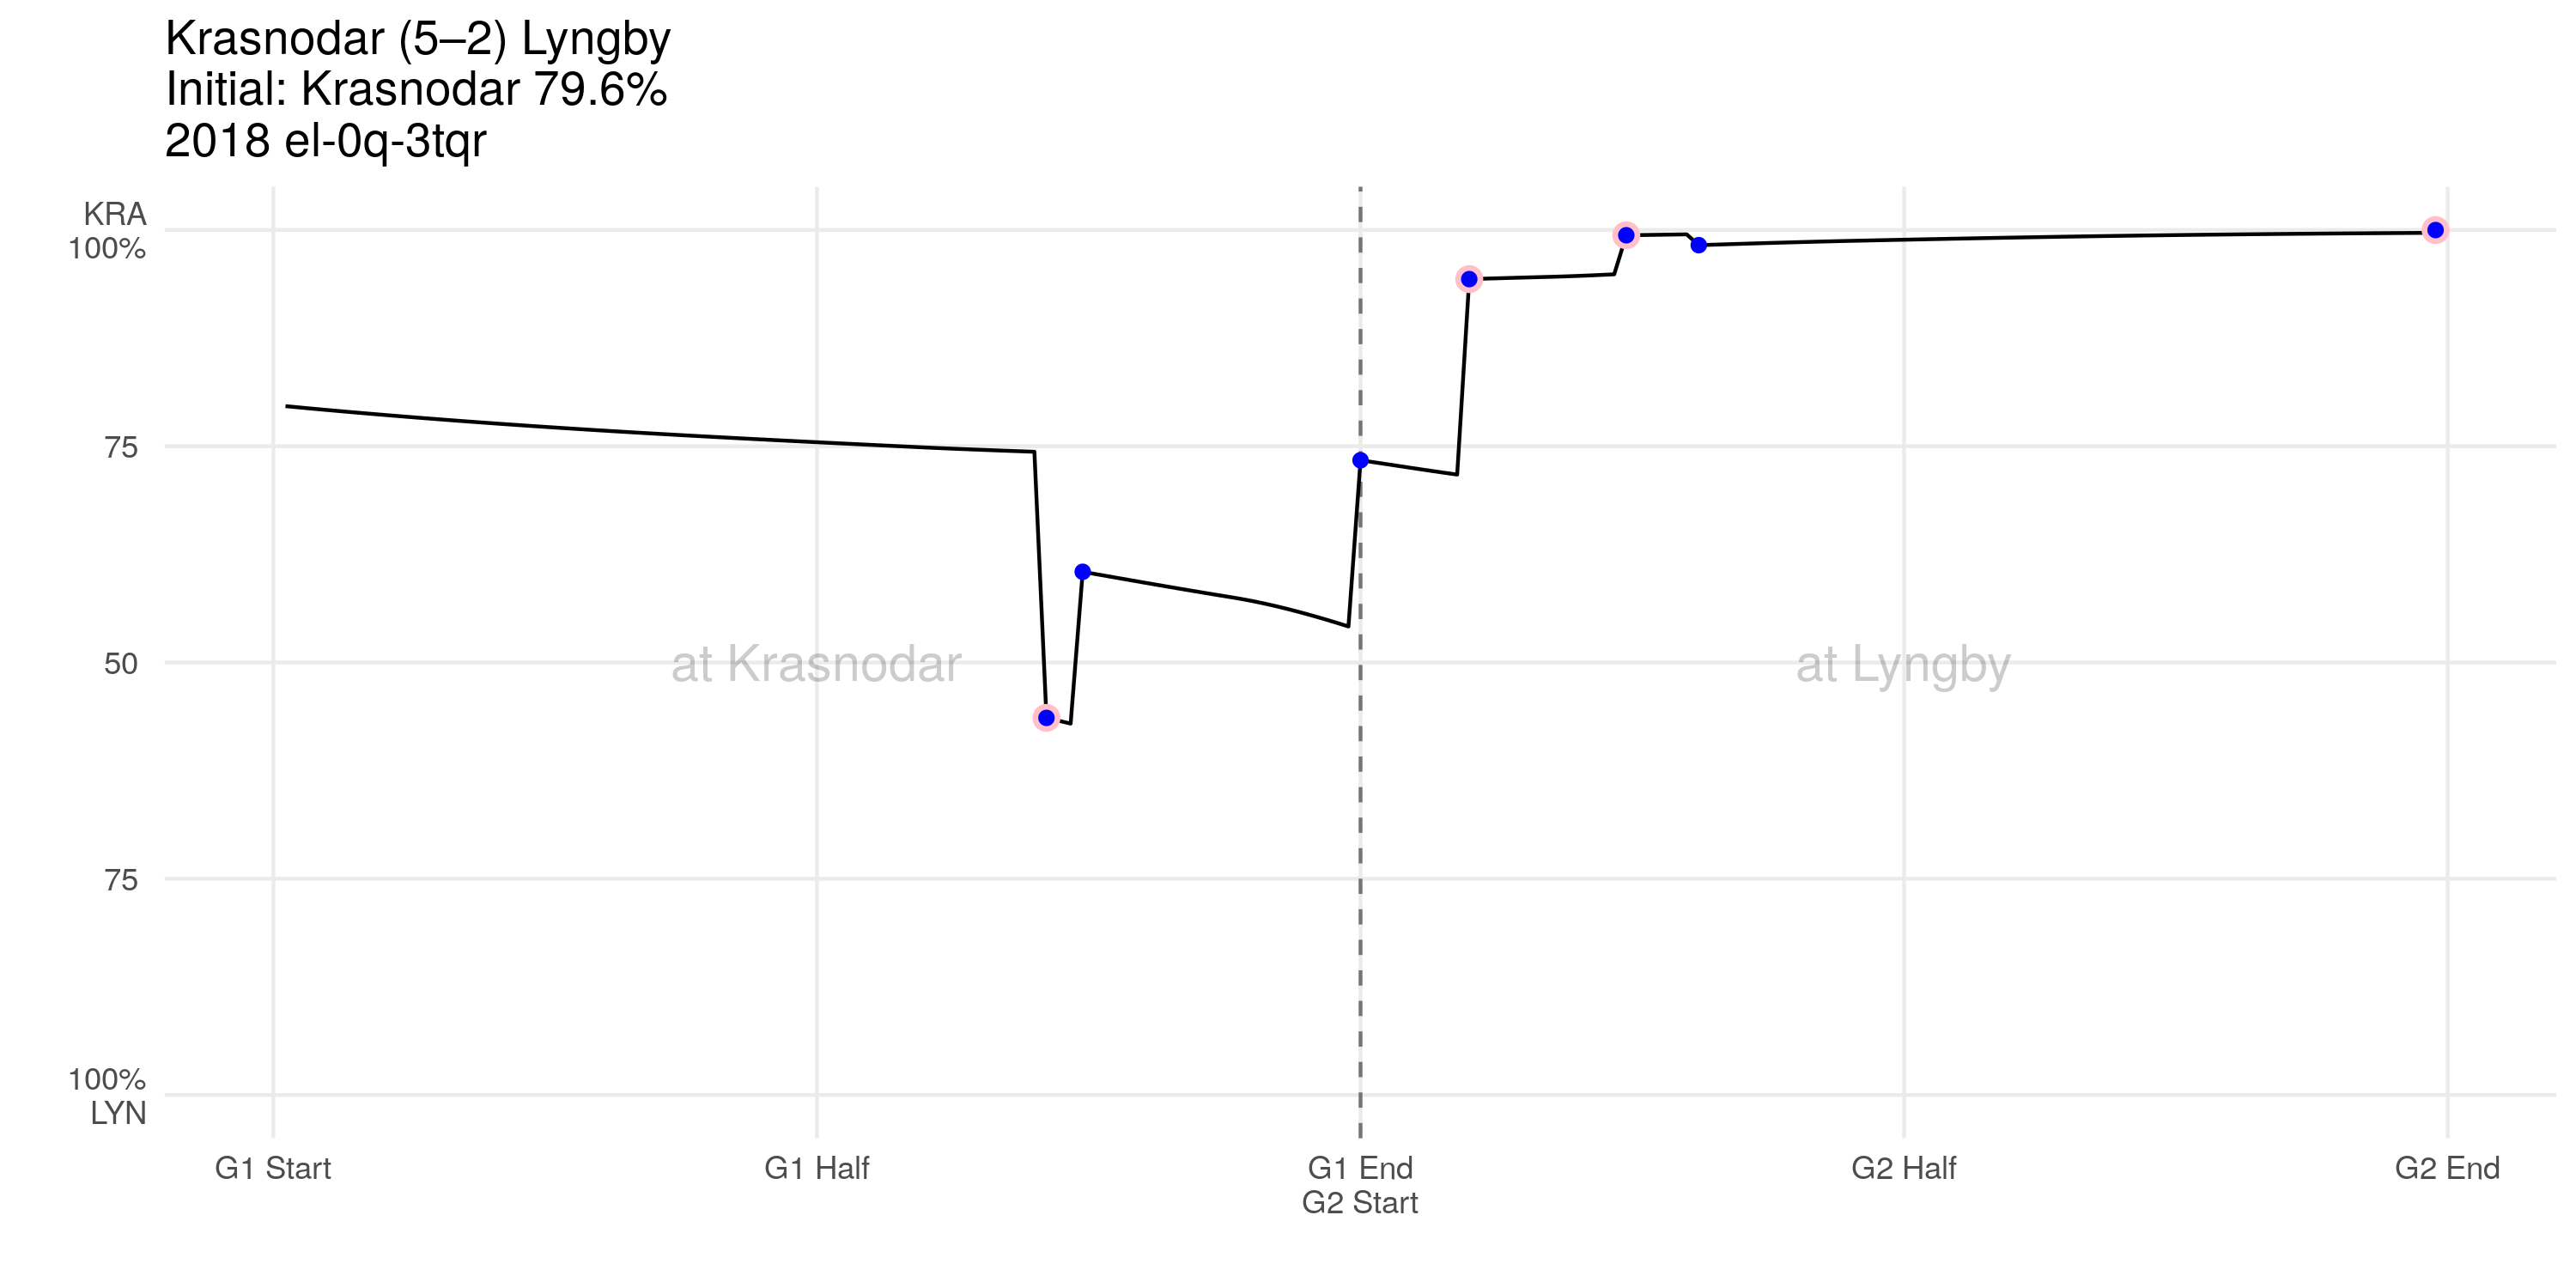 Krasnodar (5–2) Lyngby
Initial: Krasnodar 79.6%
2018 el-0q-3tqr
KRA
100%
75
50
75
100%
LYN
at Krasnodar
at Lyngby
G1 Start
G1 Half
G1 End
G2 Start
G2 Half
G2 End